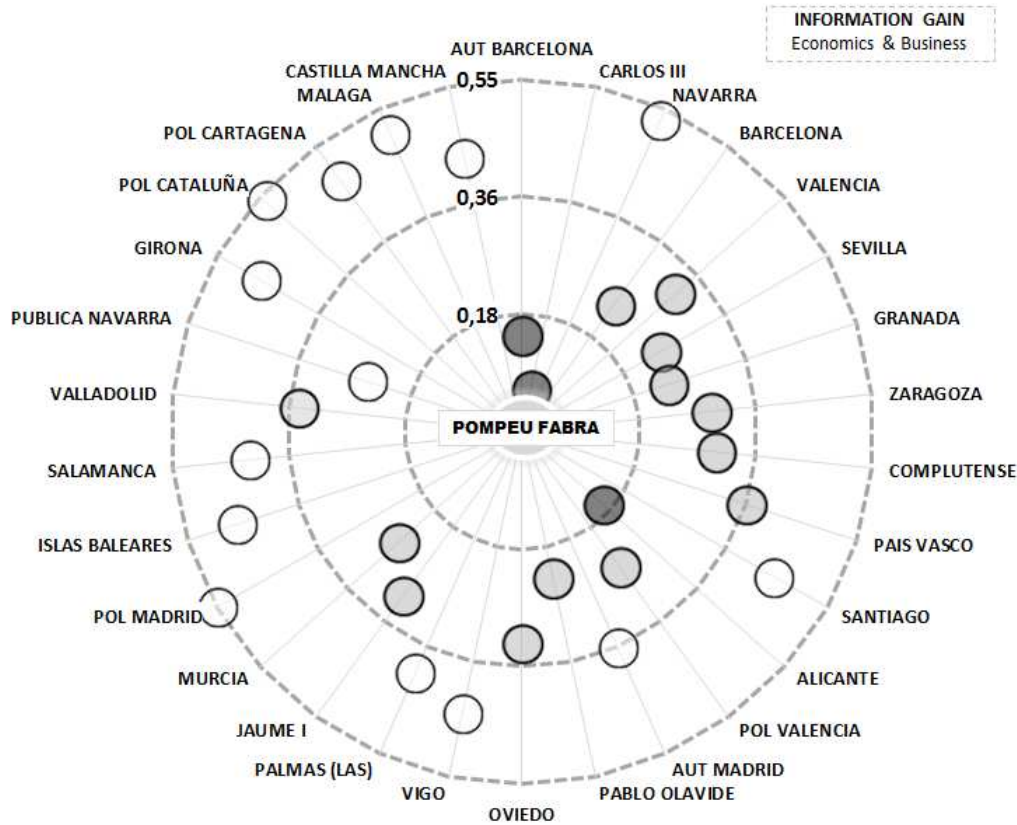 INFORMATION GAIN
Economics & Business
AUT BARCELONA
CASTILLA MANCHA
CARLOS III
0,55
MALAGA
NAVARRA
POL CARTAGENA
BARCELONA
POL CATALUÑA
VALENCIA
0,36
GIRONA
SEVILLA
PUBLICA NAVARRA
0,18
GRANADA
VALLADOLID
ZARAGOZA
POMPEU FABRA
SALAMANCA
COMPLUTENSE
ISLAS BALEARES
PAIS VASCO
POL MADRID
SANTIAGO
MURCIA
ALICANTE
JAUME I
POL VALENCIA
PALMAS (LAS)
AUT MADRID
VIGO
PABLO OLAVIDE
OVIEDO